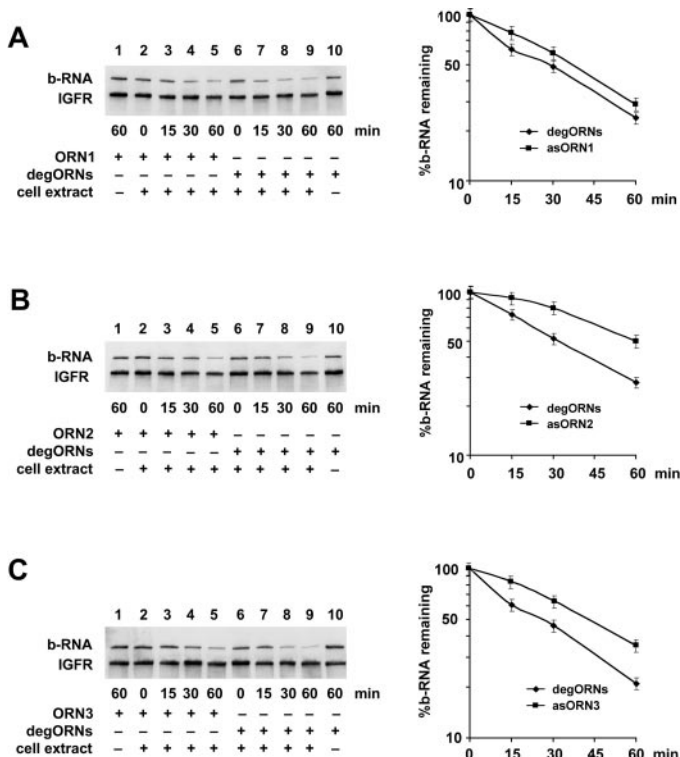 A
1 2 3 4 5 6 7 8 9 10
b-RNA
IGFR
60 0 15 30 60 0 15 30 60 60 min
ORN1 + + + + + – – – – –
degORNs – – – – – + + + + +
cell extract – + + + + + + + + –
%b-RNA remaining
100
50
10
degORNs
asORN1
0 15 30 45 60 min
B
1 2 3 4 5 6 7 8 9 10
b-RNA
IGFR
60 0 15 30 60 0 15 30 60 60 min
ORN2 + + + + + – – – – –
degORNs – – – – – + + + + +
cell extract – + + + + + + + + –
%b-RNA remaining
100
50
10
degORNs
asORN2
0 15 30 45 60 min
C
1 2 3 4 5 6 7 8 9 10
b-RNA
IGFR
60 0 15 30 60 0 15 30 60 60 min
ORN3 + + + + + – – – – –
degORNs – – – – – + + + + +
cell extract – + + + + + + + + –
%b-RNA remaining
100
50
10
degORNs
asORN3
0 15 30 45 60 min